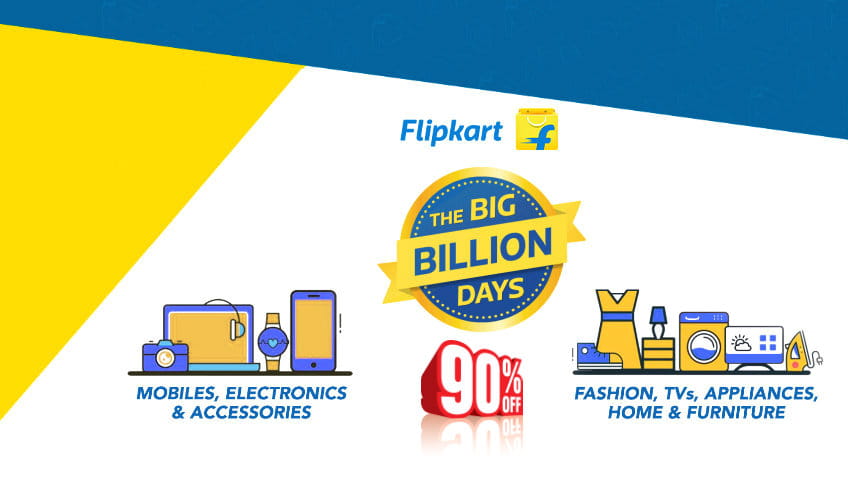 Flipkart
THE BIG
BILLION
DAYS
90% OFF
MOBILES, ELECTRONICS
& ACCESSORIES
FASHION, TVs, APPLIANCES,
HOME & FURNITURE